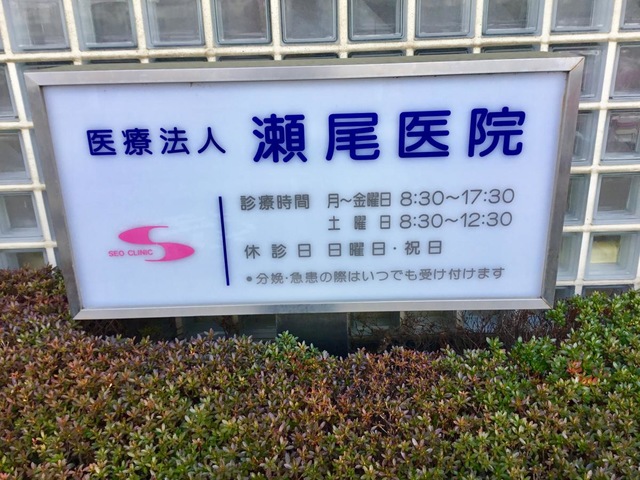 医療法人 瀬尾医院
診療時間 月～金曜日 8:30～17:30
土曜日 8:30～12:30
休診日 日曜日・祝日
●分娩・急患の際はいつでも受け付けます
SEO CLINIC